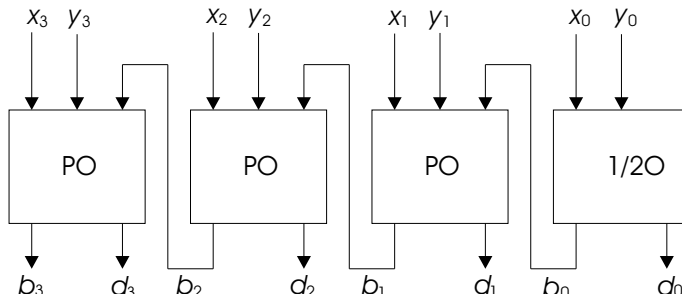 x₃ y₃ x₂ y₂ x₁ y₁ x₀ y₀
PO PO PO 1/2O
b₃ d₃ b₂ d₂ b₁ d₁ b₀ d₀